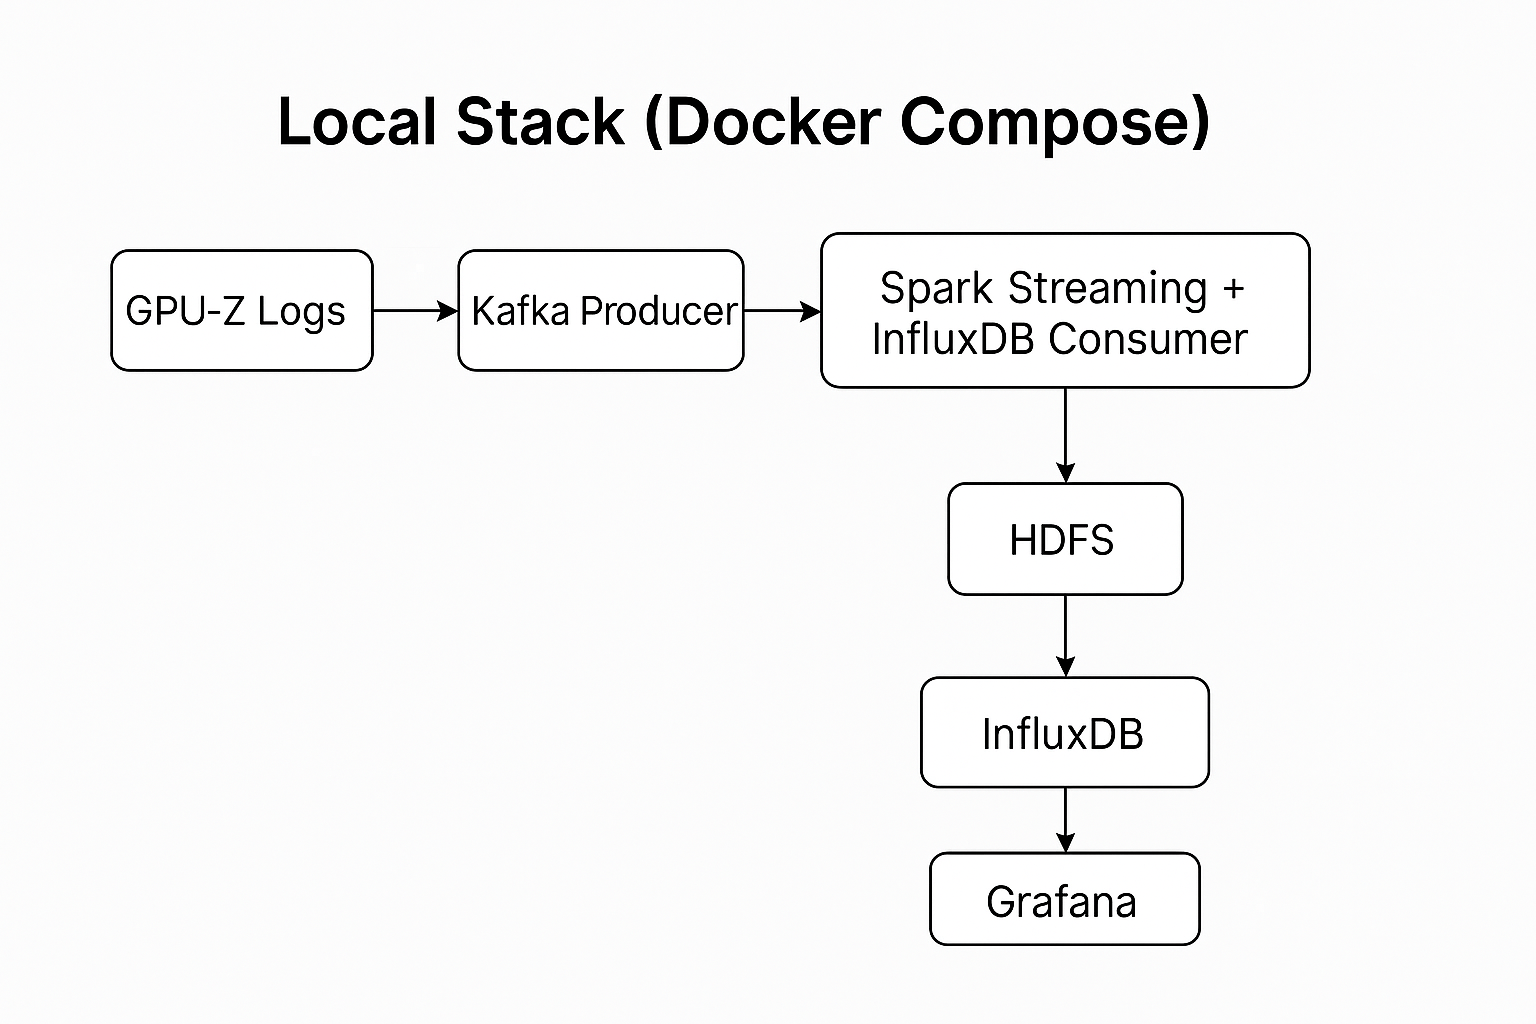 Local Stack (Docker Compose)
GPU-Z Logs
Kafka Producer
Spark Streaming +
InfluxDB Consumer
HDFS
InfluxDB
Grafana